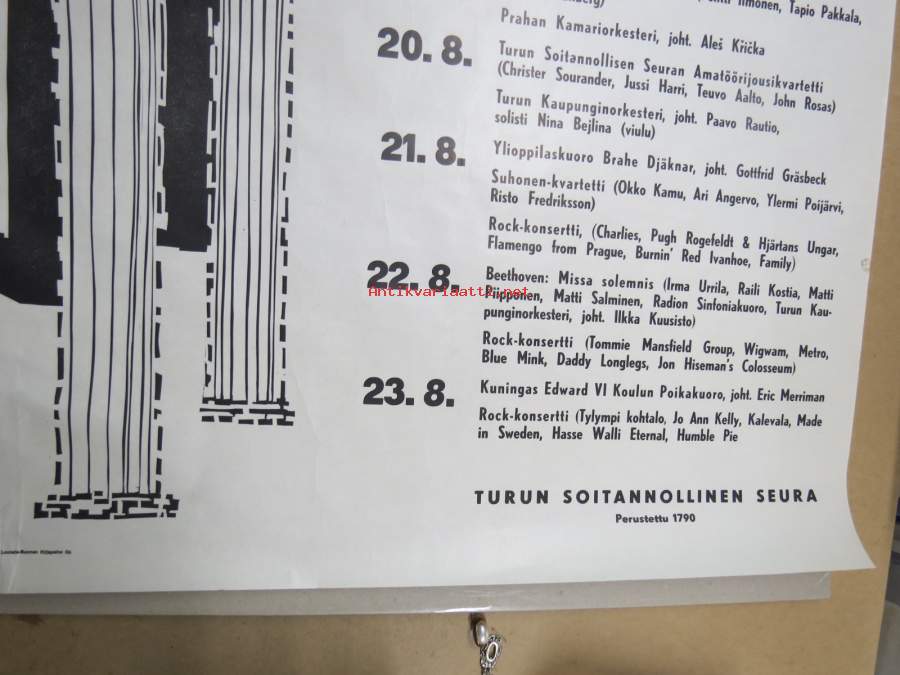 Ilmonen, Tapio Pakkala,
Prahan Kamariorkesteri, joht. Aleš Křička
20. 8.
Turun Soitannollisen Seuran Amatöörijousikvartetti
(Christer Sourander, Jussi Harri, Teuvo Aalto, John Rosas)
Turun Kaupunginorkesteri, joht. Paavo Rautio,
solisti Nina Bejlina (viulu)
21. 8.
Ylioppilaskuoro Brahe Djäknar, joht. Gottfrid Gräsbeck
Suhonen-kvartetti (Okko Kamu, Ari Angervo, Ylermi Poijärvi,
Risto Fredriksson)
Rock-konsertti, (Charlies, Pugh Rogefeldt & Hjärtans Ungar,
Flamengo from Prague, Burnin' Red Ivanhoe, Family)
22. 8.
Beethoven: Missa solemnis (Irma Urrila, Raili Kostia, Matti
Piipponen, Matti Salminen, Radion Sinfoniakuoro, Turun Kau-
punginorkesteri, joht. Ilkka Kuusisto)
Antikvariaatti.net
Rock-konsertti (Tommie Mansfield Group, Wigwam, Metro,
Blue Mink, Daddy Longlegs, Jon Hiseman's Colosseum)
23. 8.
Kuningas Edward VI Koulun Poikakuoro, joht. Eric Merriman
Rock-konsertti (Tylympi kohtalo, Jo Ann Kelly, Kalevala, Made
in Sweden, Hasse Walli Eternal, Humble Pie
TURUN SOITANNOLLINEN SEURA
Perustettu 1790